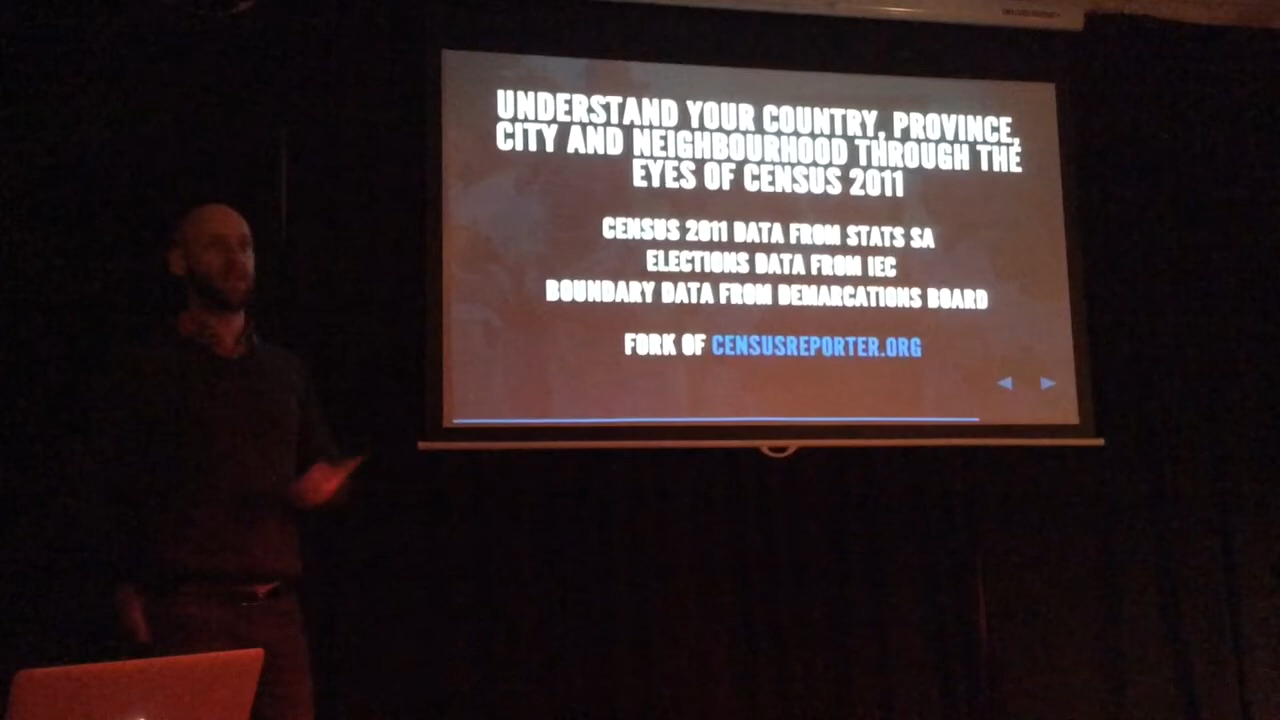 UNDERSTAND YOUR COUNTRY, PROVINCE,
CITY AND NEIGHBOURHOOD THROUGH THE
EYES OF CENSUS 2011
CENSUS 2011 DATA FROM STATS SA
ELECTIONS DATA FROM IEC
BOUNDARY DATA FROM DEMARCATIONS BOARD
FORK OF CENSUSREPORTER.ORG